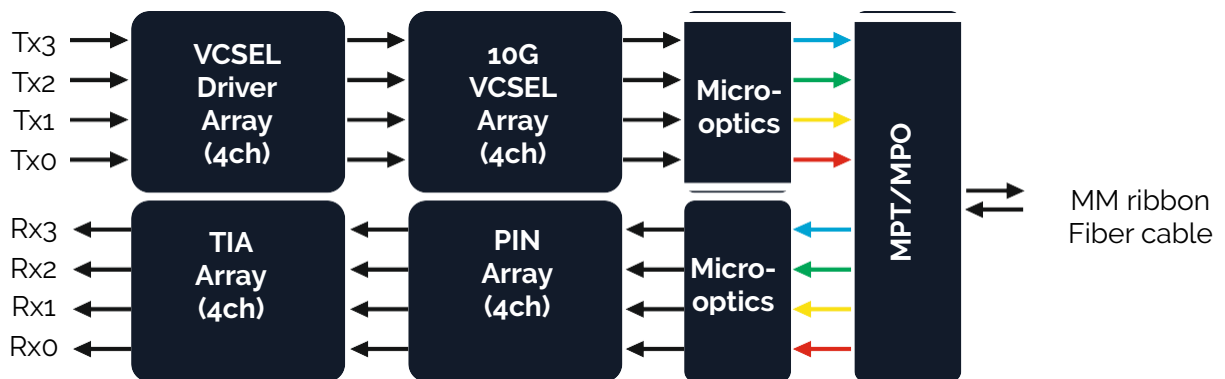 Tx3
Tx2
Tx1
Tx0
VCSEL
Driver
Array
(4ch)
10G
VCSEL
Array
(4ch)
Micro-
optics
MPT/MPO
MM ribbon
Fiber cable
Rx3
Rx2
Rx1
Rx0
TIA
Array
(4ch)
PIN
Array
(4ch)
Micro-
optics